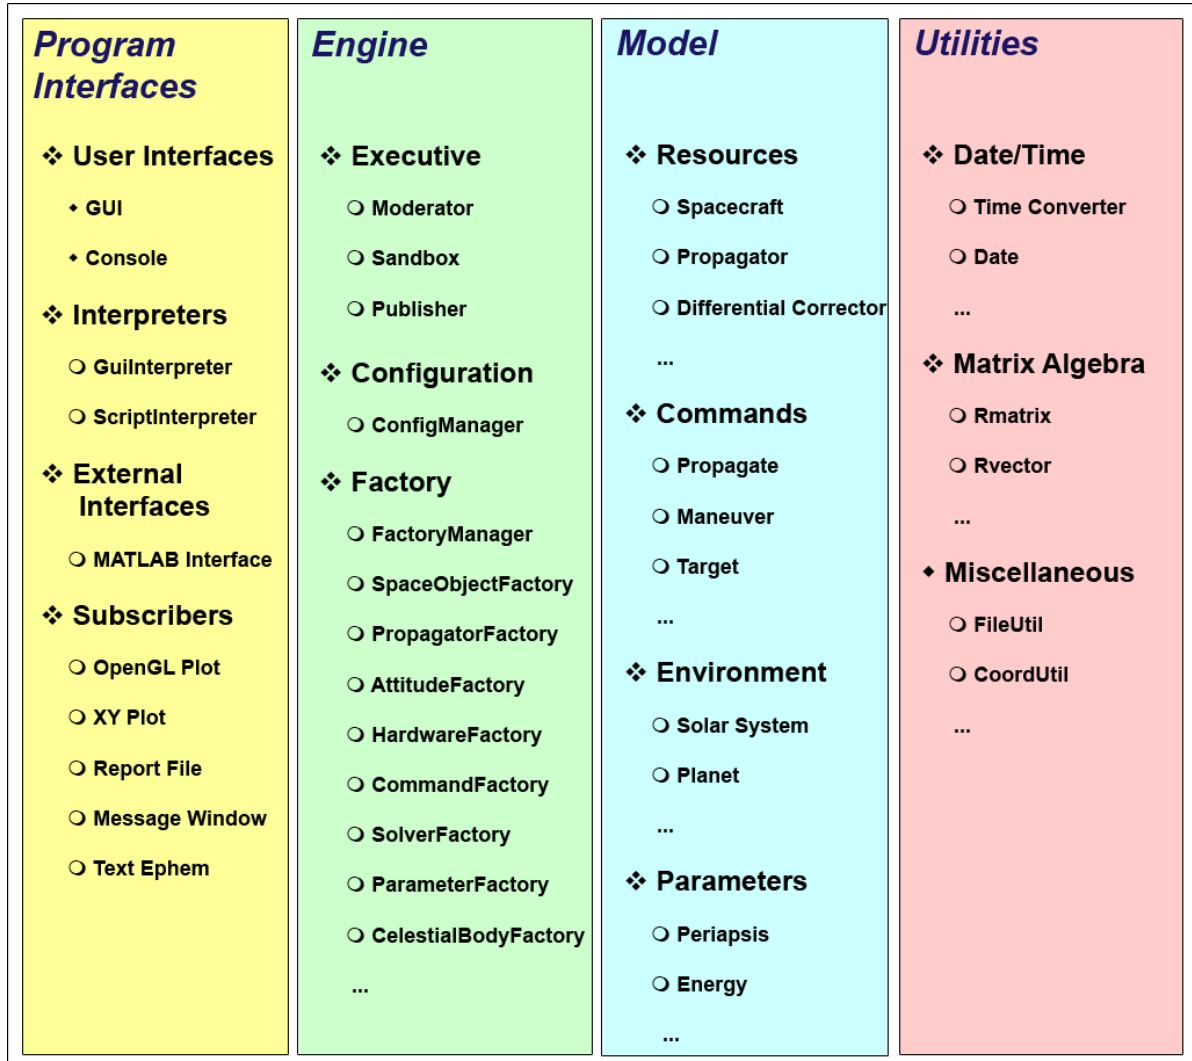 Program
Interfaces
❖ User Interfaces
◆ GUI
◆ Console
❖ Interpreters
❍ GuiInterpreter
❍ ScriptInterpreter
❖ External
Interfaces
❍ MATLAB Interface
❖ Subscribers
❍ OpenGL Plot
❍ XY Plot
❍ Report File
❍ Message Window
❍ Text Ephem
Engine
❖ Executive
❍ Moderator
❍ Sandbox
❍ Publisher
❖ Configuration
❍ ConfigManager
❖ Factory
❍ FactoryManager
❍ SpaceObjectFactory
❍ PropagatorFactory
❍ AttitudeFactory
❍ HardwareFactory
❍ CommandFactory
❍ SolverFactory
❍ ParameterFactory
❍ CelestialBodyFactory
...
Model
❖ Resources
❍ Spacecraft
❍ Propagator
❍ Differential Corrector
...
❖ Commands
❍ Propagate
❍ Maneuver
❍ Target
...
❖ Environment
❍ Solar System
❍ Planet
...
❖ Parameters
❍ Periapsis
❍ Energy
...
Utilities
❖ Date/Time
❍ Time Converter
❍ Date
...
❖ Matrix Algebra
❍ Rmatrix
❍ Rvector
...
◆ Miscellaneous
❍ FileUtil
❍ CoordUtil
...